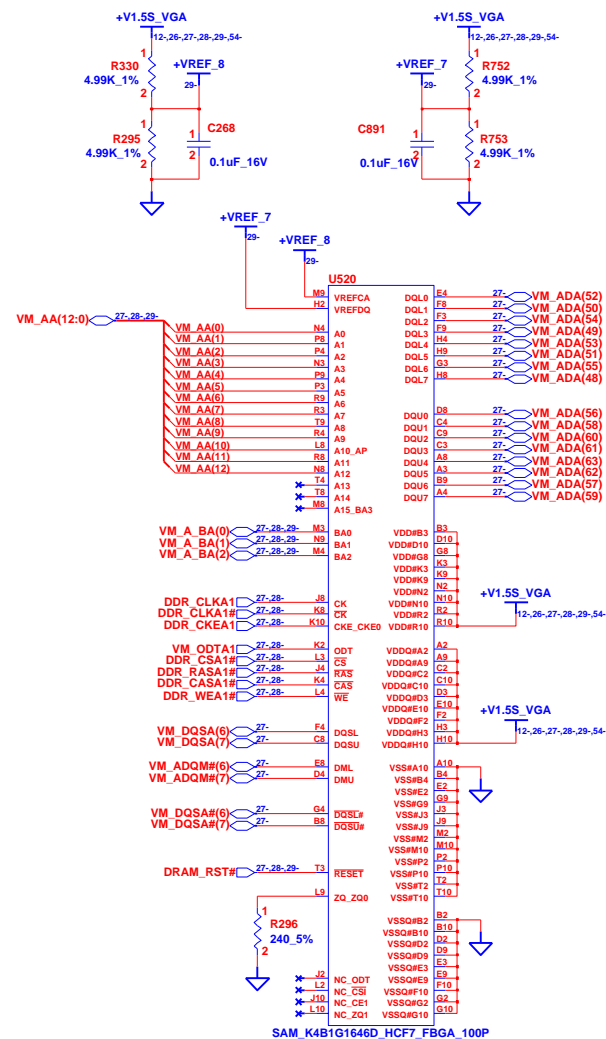 +V1.5S_VGA
12-,26-,27-,28-,29-,54-
1
R330
4.99K_1%
2
+VREF_8
29-
1
R295
4.99K_1%
2
C268
1
2
0.1uF_16V
+V1.5S_VGA
12-,26-,27-,28-,29-,54-
+VREF_7
29-
1
R752
4.99K_1%
2
C891
1
2
0.1uF_16V
1
R753
4.99K_1%
2
+VREF_7
29-
+VREF_8
29-
U520
M9 VREFCA
H2 VREFDQ
VM_AA(12:0) 27-,28-,29-
VM_AA(0) N4 A0
VM_AA(1) P8 A1
VM_AA(2) P4 A2
VM_AA(3) N3 A3
VM_AA(4) P9 A4
VM_AA(5) P3 A5
VM_AA(6) R9 A6
VM_AA(7) R3 A7
VM_AA(8) T9 A8
VM_AA(9) R4 A9
VM_AA(10) L8 A10_AP
VM_AA(11) R8 A11
VM_AA(12) N8 A12
T4 A13
T8 A14
M8 A15_BA3
VM_A_BA(0) 27-,28-,29- M3 BA0
VM_A_BA(1) 27-,28-,29- N9 BA1
VM_A_BA(2) 27-,28-,29- M4 BA2
DDR_CLKA1 27-,28- J8 CK
DDR_CLKA1# 27-,28- K8 CK
DDR_CKEA1 27-,28- K10 CKE_CKE0
VM_ODTA1 27-,28- K2 ODT
DDR_CSA1# 27-,28- L3 CS
DDR_RASA1# 27-,28- J4 RAS
DDR_CASA1# 27-,28- K4 CAS
DDR_WEA1# 27-,28- L4 WE
VM_DQSA(6) 27- F4 DQSL
VM_DQSA(7) 27- C8 DQSU
VM_ADQM#(6) 27- E8 DML
VM_ADQM#(7) 27- D4 DMU
VM_DQSA#(6) 27- G4 DQSL#
VM_DQSA#(7) 27- B8 DQSU#
DRAM_RST# 27-,28-,29- T3 RESET
L9 ZQ_ZQ0
1
R296
240_5%
2
J2 NC_ODT
L2 NC_CSI
J10 NC_CE1
L10 NC_ZQ1
DQL0 E4 27- VM_ADA(52)
DQL1 F8 27- VM_ADA(49)
DQL2 F3 27- VM_ADA(54)
DQL3 F9 27- VM_ADA(50)
DQL4 H4 27- VM_ADA(53)
DQL5 H9 27- VM_ADA(51)
DQL6 G3 27- VM_ADA(55)
DQL7 H8 27- VM_ADA(48)
DQU0 D8 27- VM_ADA(56)
DQU1 C4 27- VM_ADA(58)
DQU2 C9 27- VM_ADA(60)
DQU3 C3 27- VM_ADA(61)
DQU4 A8 27- VM_ADA(63)
DQU5 A3 27- VM_ADA(62)
DQU6 B9 27- VM_ADA(57)
DQU7 A4 27- VM_ADA(59)
VDD#B3 B3
VDD#D10 D10
VDD#G8 G8
VDD#K3 K3
VDD#K9 K9
VDD#N2 N2
VDD#N10 N10
VDD#R2 R2
VDD#R10 R10
+V1.5S_VGA
12-,26-,27-,28-,29-,54-
VDDQ#A2 A2
VDDQ#A9 A9
VDDQ#C2 C2
VDDQ#C10 C10
VDDQ#D3 D3
VDDQ#E10 E10
VDDQ#F2 F2
VDDQ#H3 H3
VDDQ#H10 H10
+V1.5S_VGA
12-,26-,27-,28-,29-,54-
VSS#A10 A10
VSS#B4 B4
VSS#E2 E2
VSS#G9 G9
VSS#J3 J3
VSS#J9 J9
VSS#M2 M2
VSS#M10 M10
VSS#P2 P2
VSS#P10 P10
VSS#T2 T2
VSS#T10 T10
VSSQ#B2 B2
VSSQ#B10 B10
VSSQ#D2 D2
VSSQ#D9 D9
VSSQ#E3 E3
VSSQ#E9 E9
VSSQ#F10 F10
VSSQ#G2 G2
VSSQ#G10 G10
SAM_K4B1G1646D_HCF7_FBGA_100P